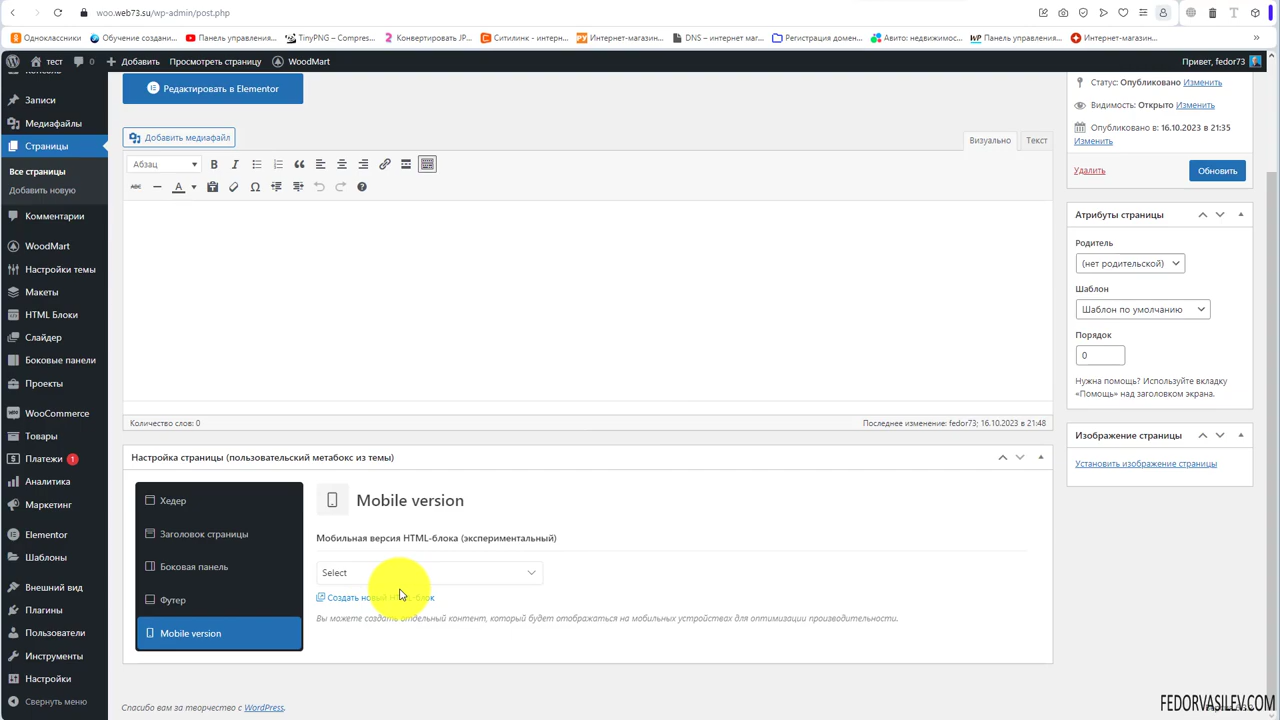 woo.web73.su/wp-admin/post.php
Одноклассники
Обучение создани...
Панель управления...
TinyPNG – Compres...
Конвертировать JP...
Ситилинк - интерн...
Интернет-магазин...
DNS – интернет маг...
Регистрация домен...
Авито: недвижимос...
Панель управления...
Интернет-магазин...
тест
0
Добавить
Просмотреть страницу
WoodMart
Привет, fedor73
Записи
Медиафайлы
Страницы
Все страницы
Добавить новую
Комментарии
WoodMart
Настройки темы
Макеты
HTML Блоки
Слайдер
Боковые панели
Проекты
WooCommerce
Товары
Платежи 1
Аналитика
Маркетинг
Elementor
Шаблоны
Внешний вид
Плагины
Пользователи
Инструменты
Настройки
Свернуть меню
Редактировать в Elementor
Добавить медиафайл
Визуально
Текст
Абзац
Количество слов: 0
Последнее изменение: fedor73; 16.10.2023 в 21:48
Настройка страницы (пользовательский метабокс из темы)
Хедер
Заголовок страницы
Боковая панель
Футер
Mobile version
Mobile version
Мобильная версия HTML-блока (экспериментальный)
Select
Создать новый HTML-блок
Вы можете создать отдельный контент, который будет отображаться на мобильных устройствах для оптимизации производительности.
Спасибо вам за творчество с WordPress.
Статус: Опубликовано Изменить
Видимость: Открыто Изменить
Опубликовано в: 16.10.2023 в 21:35
Изменить
Удалить
Обновить
Атрибуты страницы
Родитель
(нет родительской)
Шаблон
Шаблон по умолчанию
Порядок
0
Нужна помощь? Используйте вкладку
«Помощь» над заголовком экрана.
Изображение страницы
Установить изображение страницы
FEDORVASILEV.COM